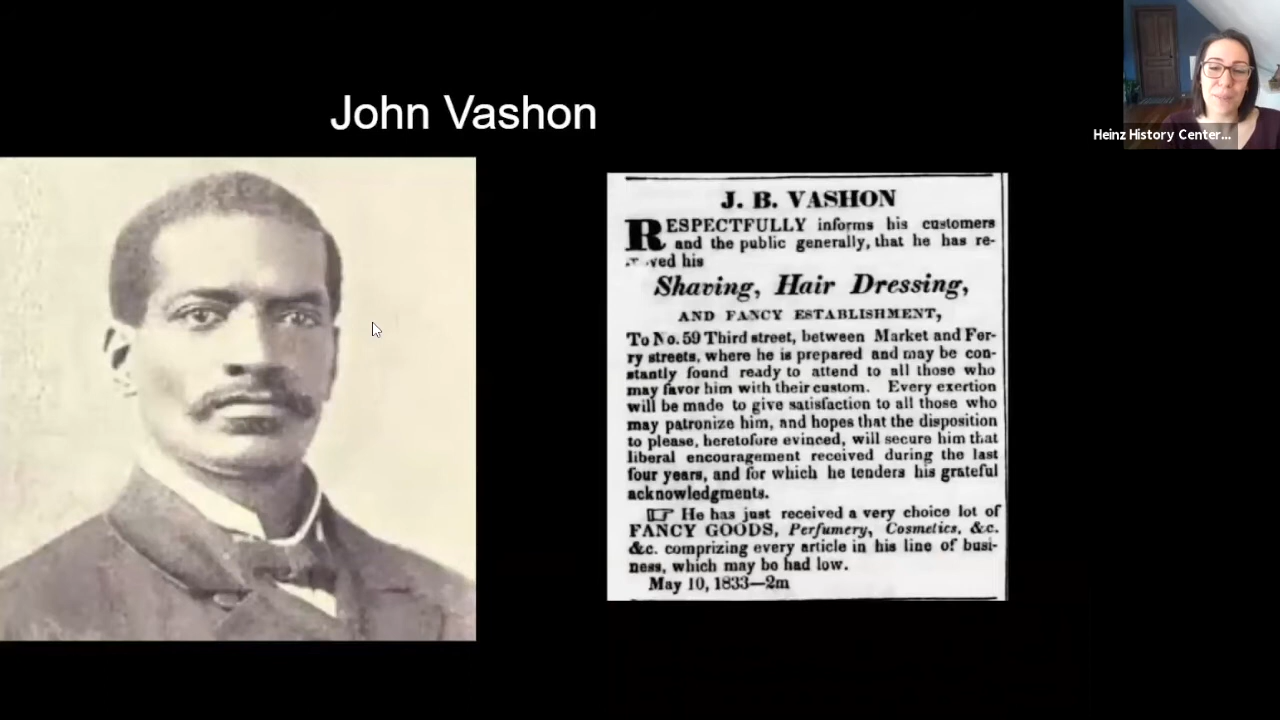 John Vashon
Heinz History Center...
J. B. VASHON
RESPECTFULLY informs his customers
and the public generally, that he has re-
ved his
Shaving, Hair Dressing,
AND FANCY ESTABLISHMENT,
To No. 59 Third street, between Market and Fer-
ry streets, where he is prepared and may be con-
stantly found ready to attend to all those who
may favor him with their custom. Every exertion
will be made to give satisfaction to all those who
may patronize him, and hopes that the disposition
to please, heretofore evinced, will secure him that
liberal encouragement received during the last
four years, and for which he tenders his grateful
acknowledgments.
☞ He has just received a very choice lot of
FANCY GOODS, Perfumery, Cosmetics, &c.
&c. comprizing every article in his line of busi-
ness, which may be had low.
May 10, 1833—2m